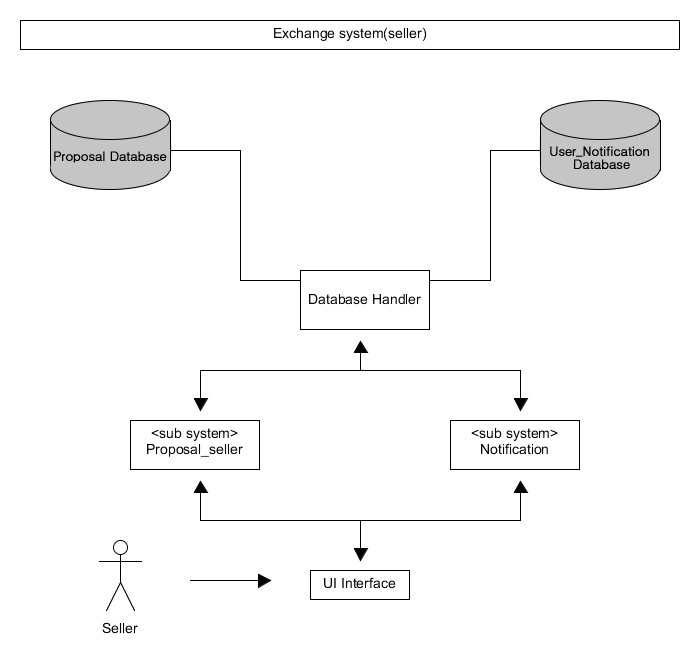 Exchange system(seller)
Proposal Database
User_Notification
Database
Database Handler
<sub system>
Proposal_seller
<sub system>
Notification
UI Interface
Seller